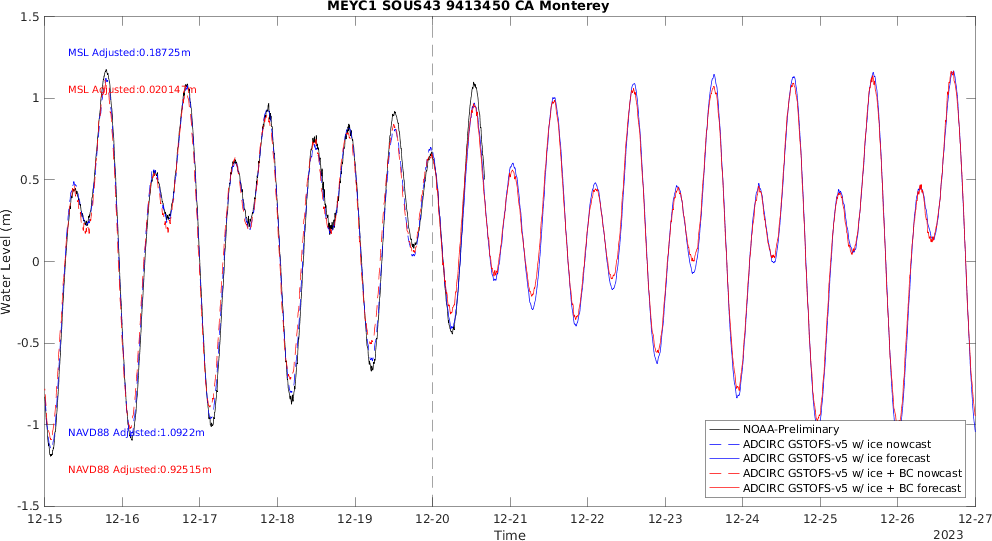 MEYC1 SOUS43 9413450 CA Monterey
1.5
1
0.5
0
-0.5
-1
-1.5
Water Level (m)
MSL Adjusted:0.18725m
MSL Adjusted:0.020147m
NAVD88 Adjusted:1.0922m
NAVD88 Adjusted:0.92515m
NOAA-Preliminary
ADCIRC GSTOFS-v5 w/ ice nowcast
ADCIRC GSTOFS-v5 w/ ice forecast
ADCIRC GSTOFS-v5 w/ ice + BC nowcast
ADCIRC GSTOFS-v5 w/ ice + BC forecast
12-15 12-16 12-17 12-18 12-19 12-20 12-21 12-22 12-23 12-24 12-25 12-26 12-27
Time
2023